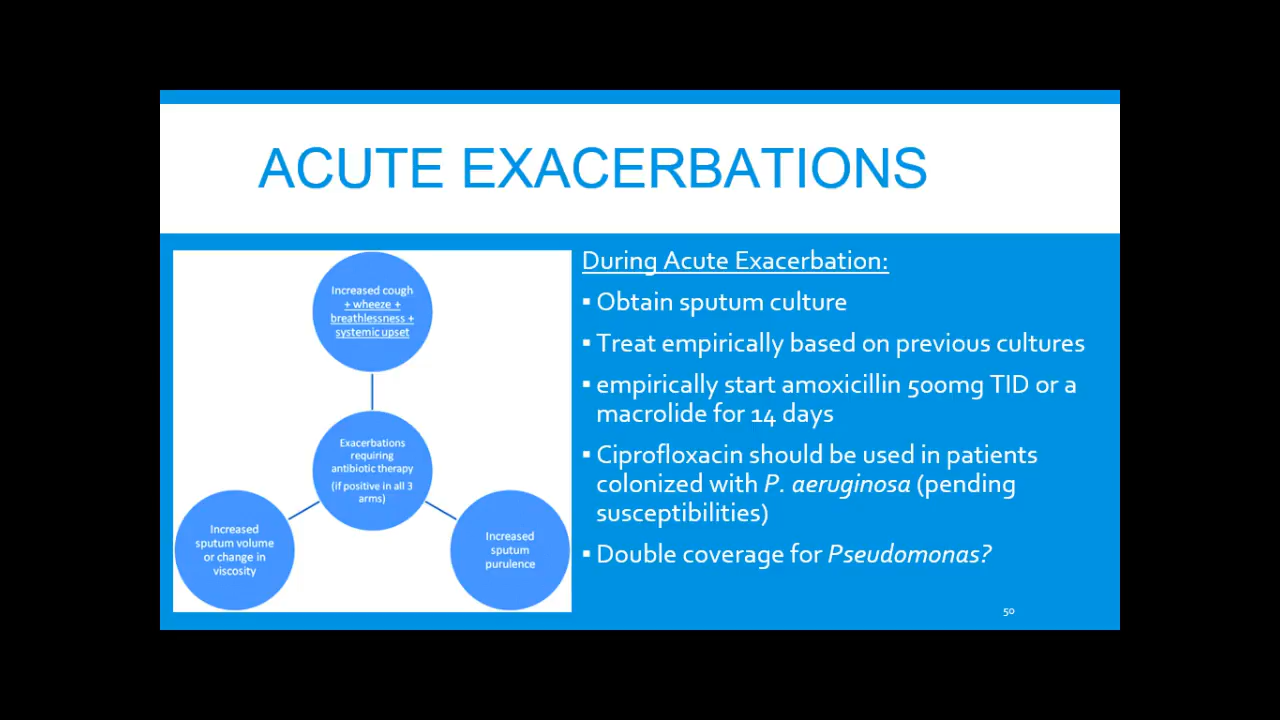 ACUTE EXACERBATIONS
Increased cough
+ wheeze +
breathlessness +
systemic upset
Exacerbations
requiring
antibiotic therapy
(if positive in all 3
arms)
Increased
sputum volume
or change in
viscosity
Increased
sputum
purulence
During Acute Exacerbation:
▪ Obtain sputum culture
▪ Treat empirically based on previous cultures
▪ empirically start amoxicillin 500mg TID or a
macrolide for 14 days
▪ Ciprofloxacin should be used in patients
colonized with P. aeruginosa (pending
susceptibilities)
▪ Double coverage for Pseudomonas?
50